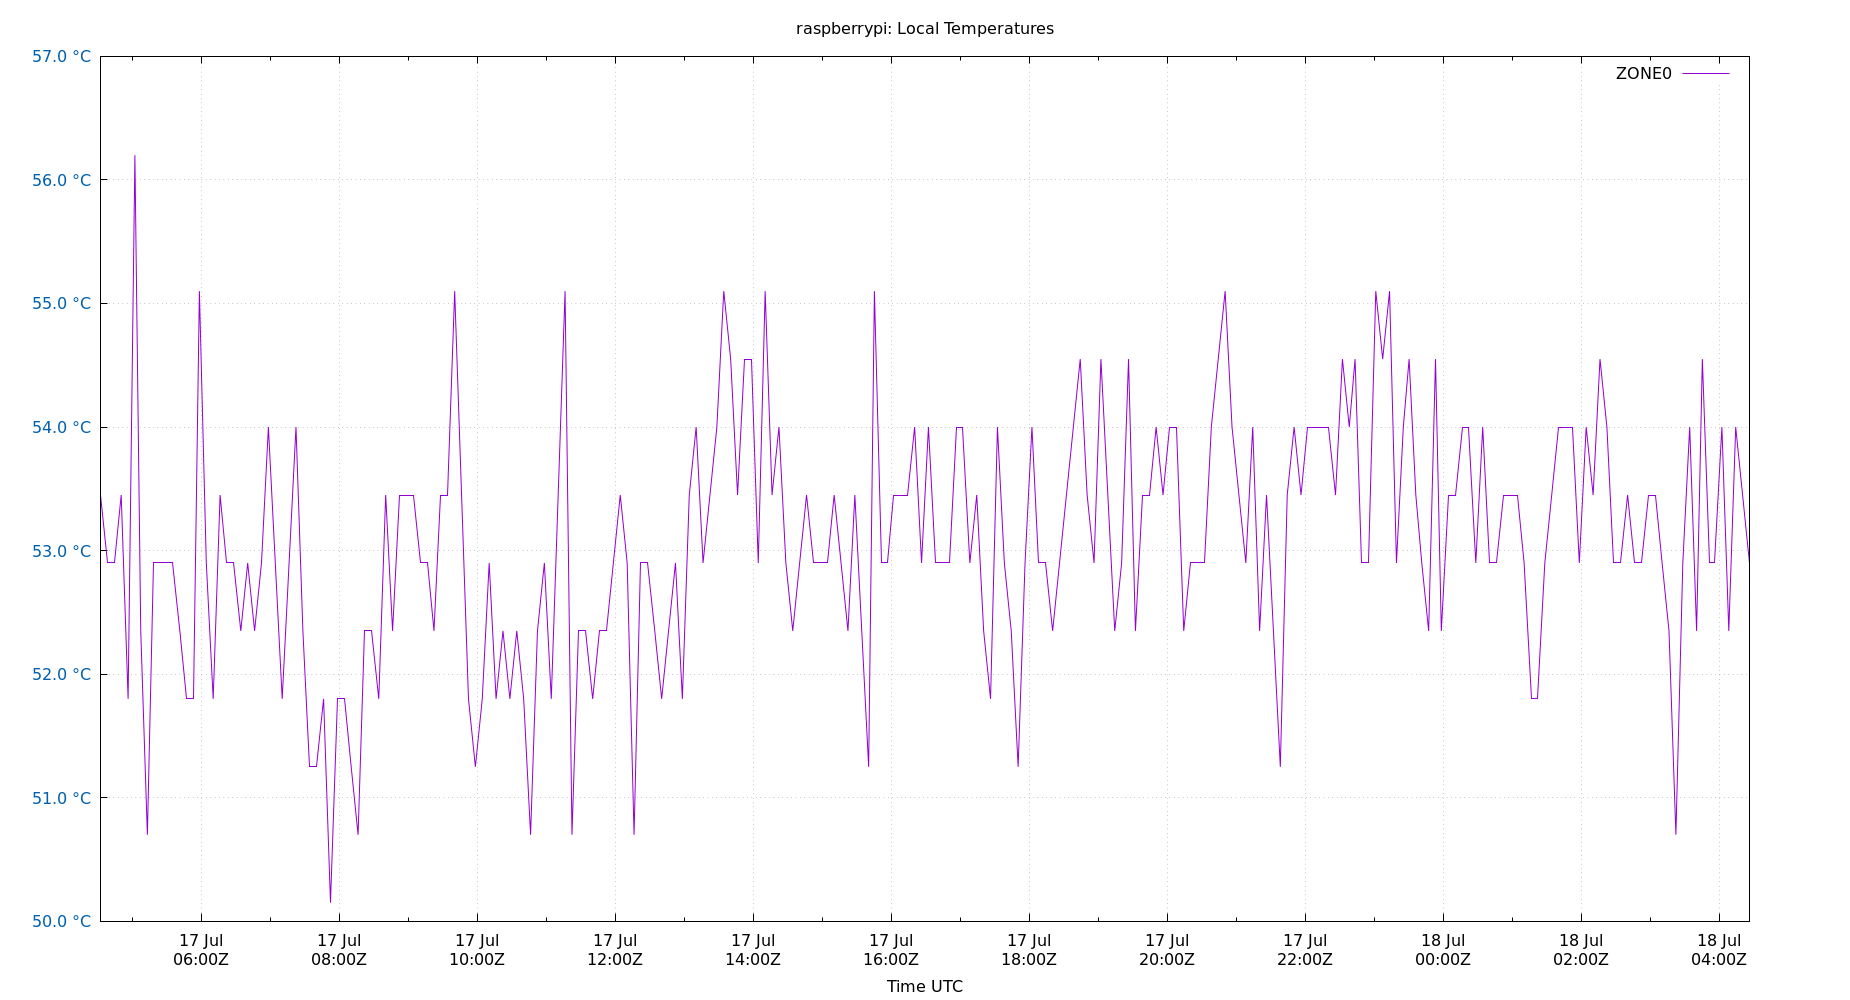 raspberrypi: Local Temperatures
57.0 °C
ZONE0
56.0 °C
55.0 °C
54.0 °C
53.0 °C
52.0 °C
51.0 °C
50.0 °C
17 Jul 17 Jul 17 Jul 17 Jul 17 Jul 17 Jul 17 Jul 17 Jul 17 Jul 18 Jul 18 Jul 18 Jul
06:00Z 08:00Z 10:00Z 12:00Z 14:00Z 16:00Z 18:00Z 20:00Z 22:00Z 00:00Z 02:00Z 04:00Z
Time UTC